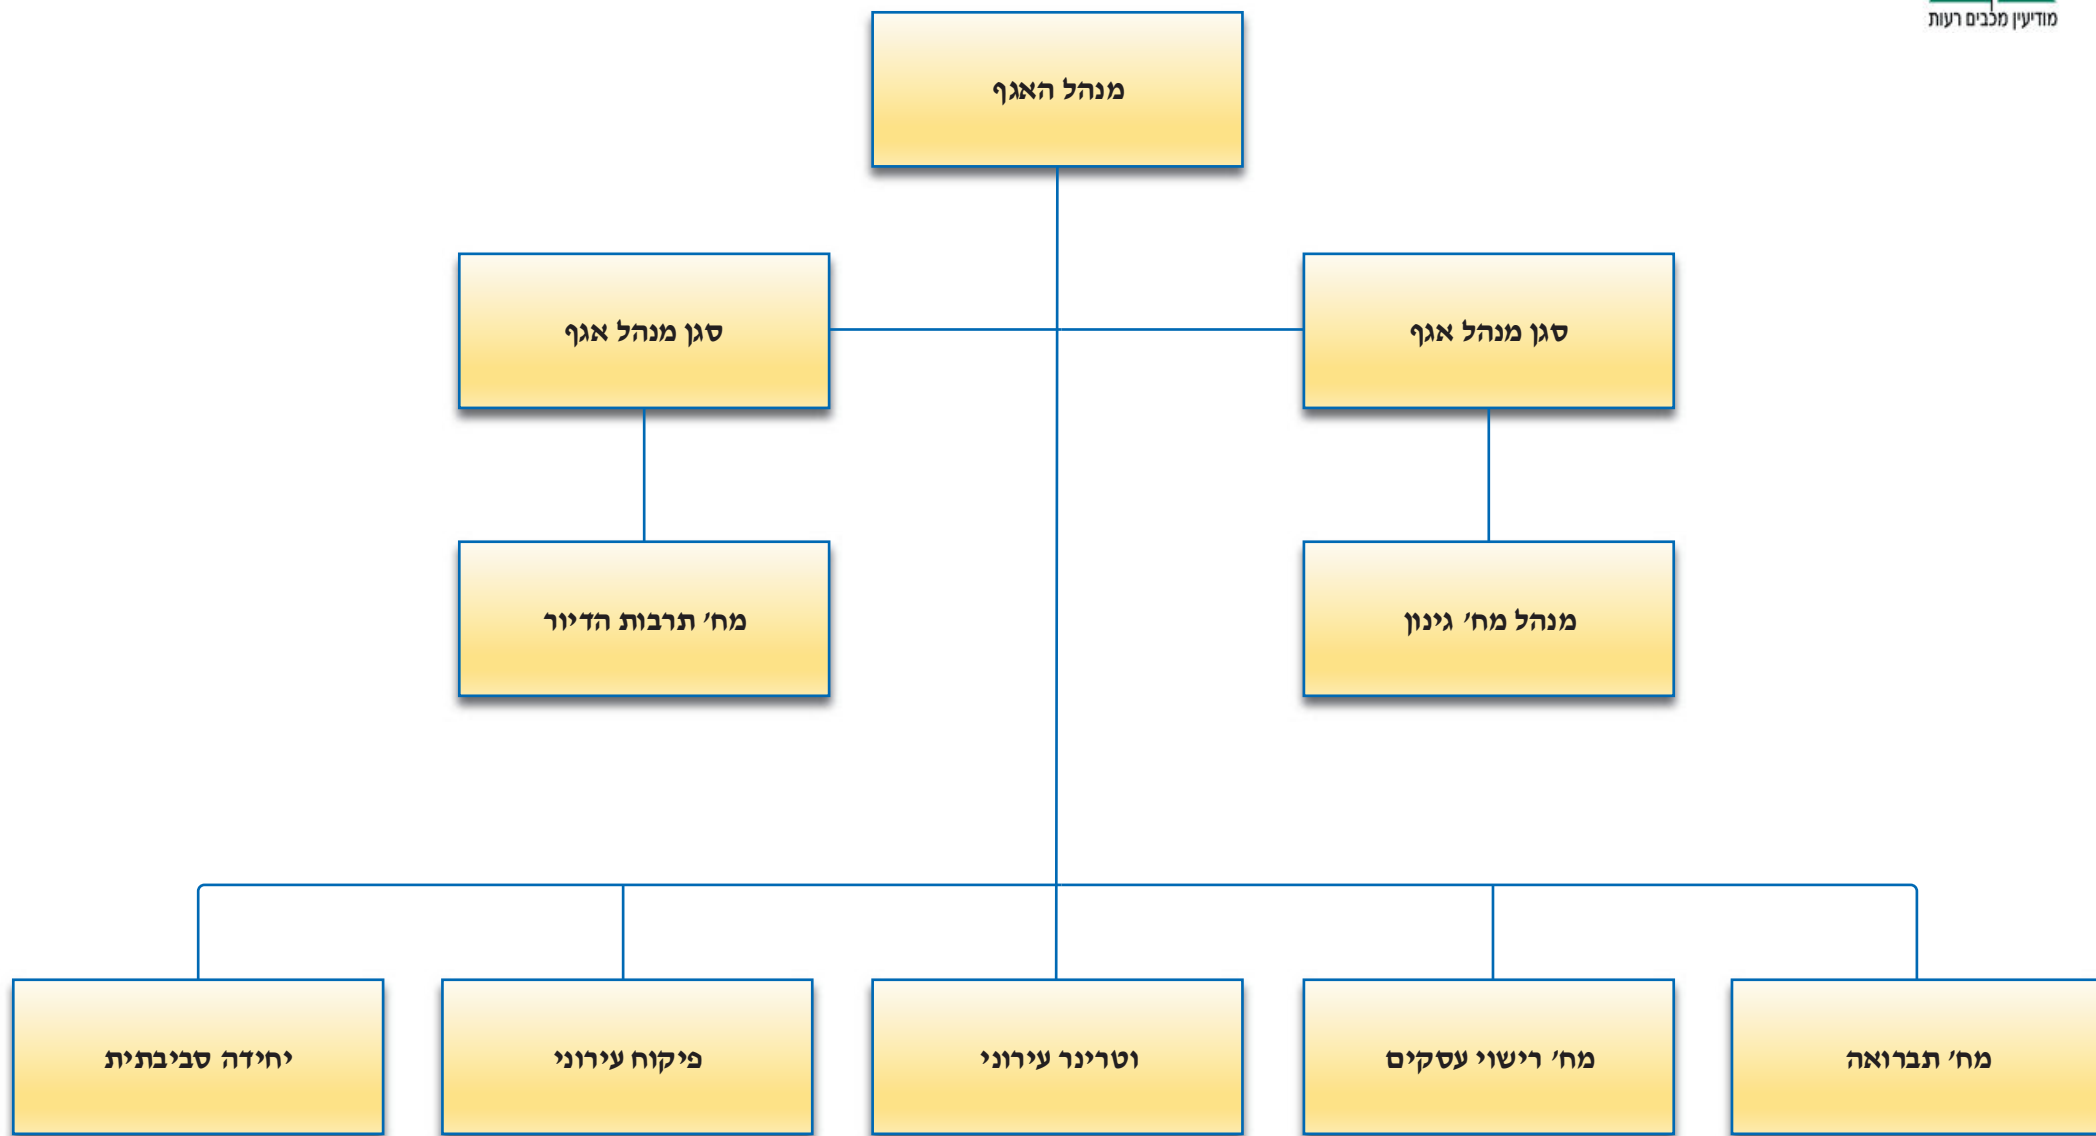 מודיעין מכבים רעות
מנהל האגף
סגן מנהל אגף
סגן מנהל אגף
מנהל מח' גינון
מח' תרבות הדיור
מח' תברואה
מח' רישוי עסקים
וטרינר עירוני
פיקוח עירוני
יחידה סביבתית